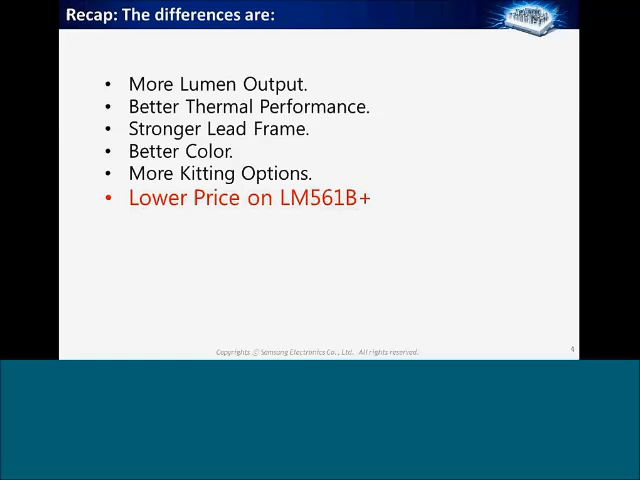 Recap: The differences are:
• More Lumen Output.
• Better Thermal Performance.
• Stronger Lead Frame.
• Better Color.
• More Kitting Options.
• Lower Price on LM561B+
Copyrights ⓒ Samsung Electronics Co., Ltd. All rights reserved.
4